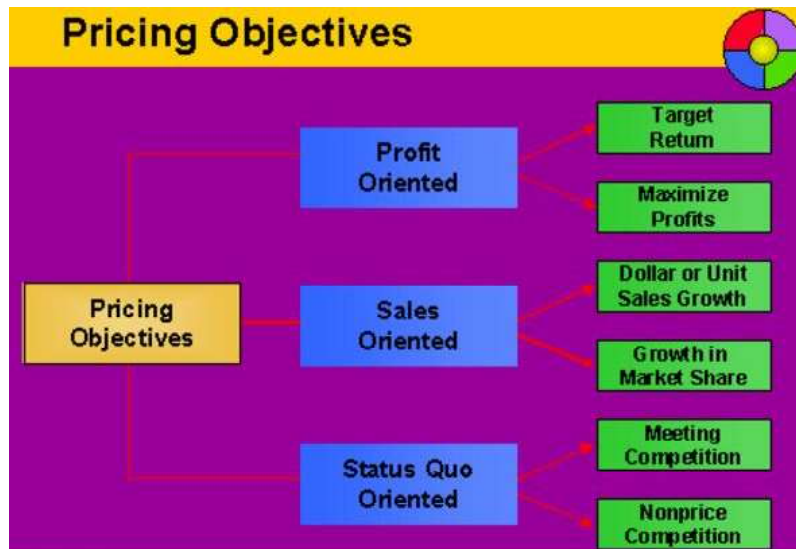 Pricing Objectives
Pricing
Objectives
Profit
Oriented
Target
Return
Maximize
Profits
Sales
Oriented
Dollar or Unit
Sales Growth
Growth in
Market Share
Status Quo
Oriented
Meeting
Competition
Nonprice
Competition